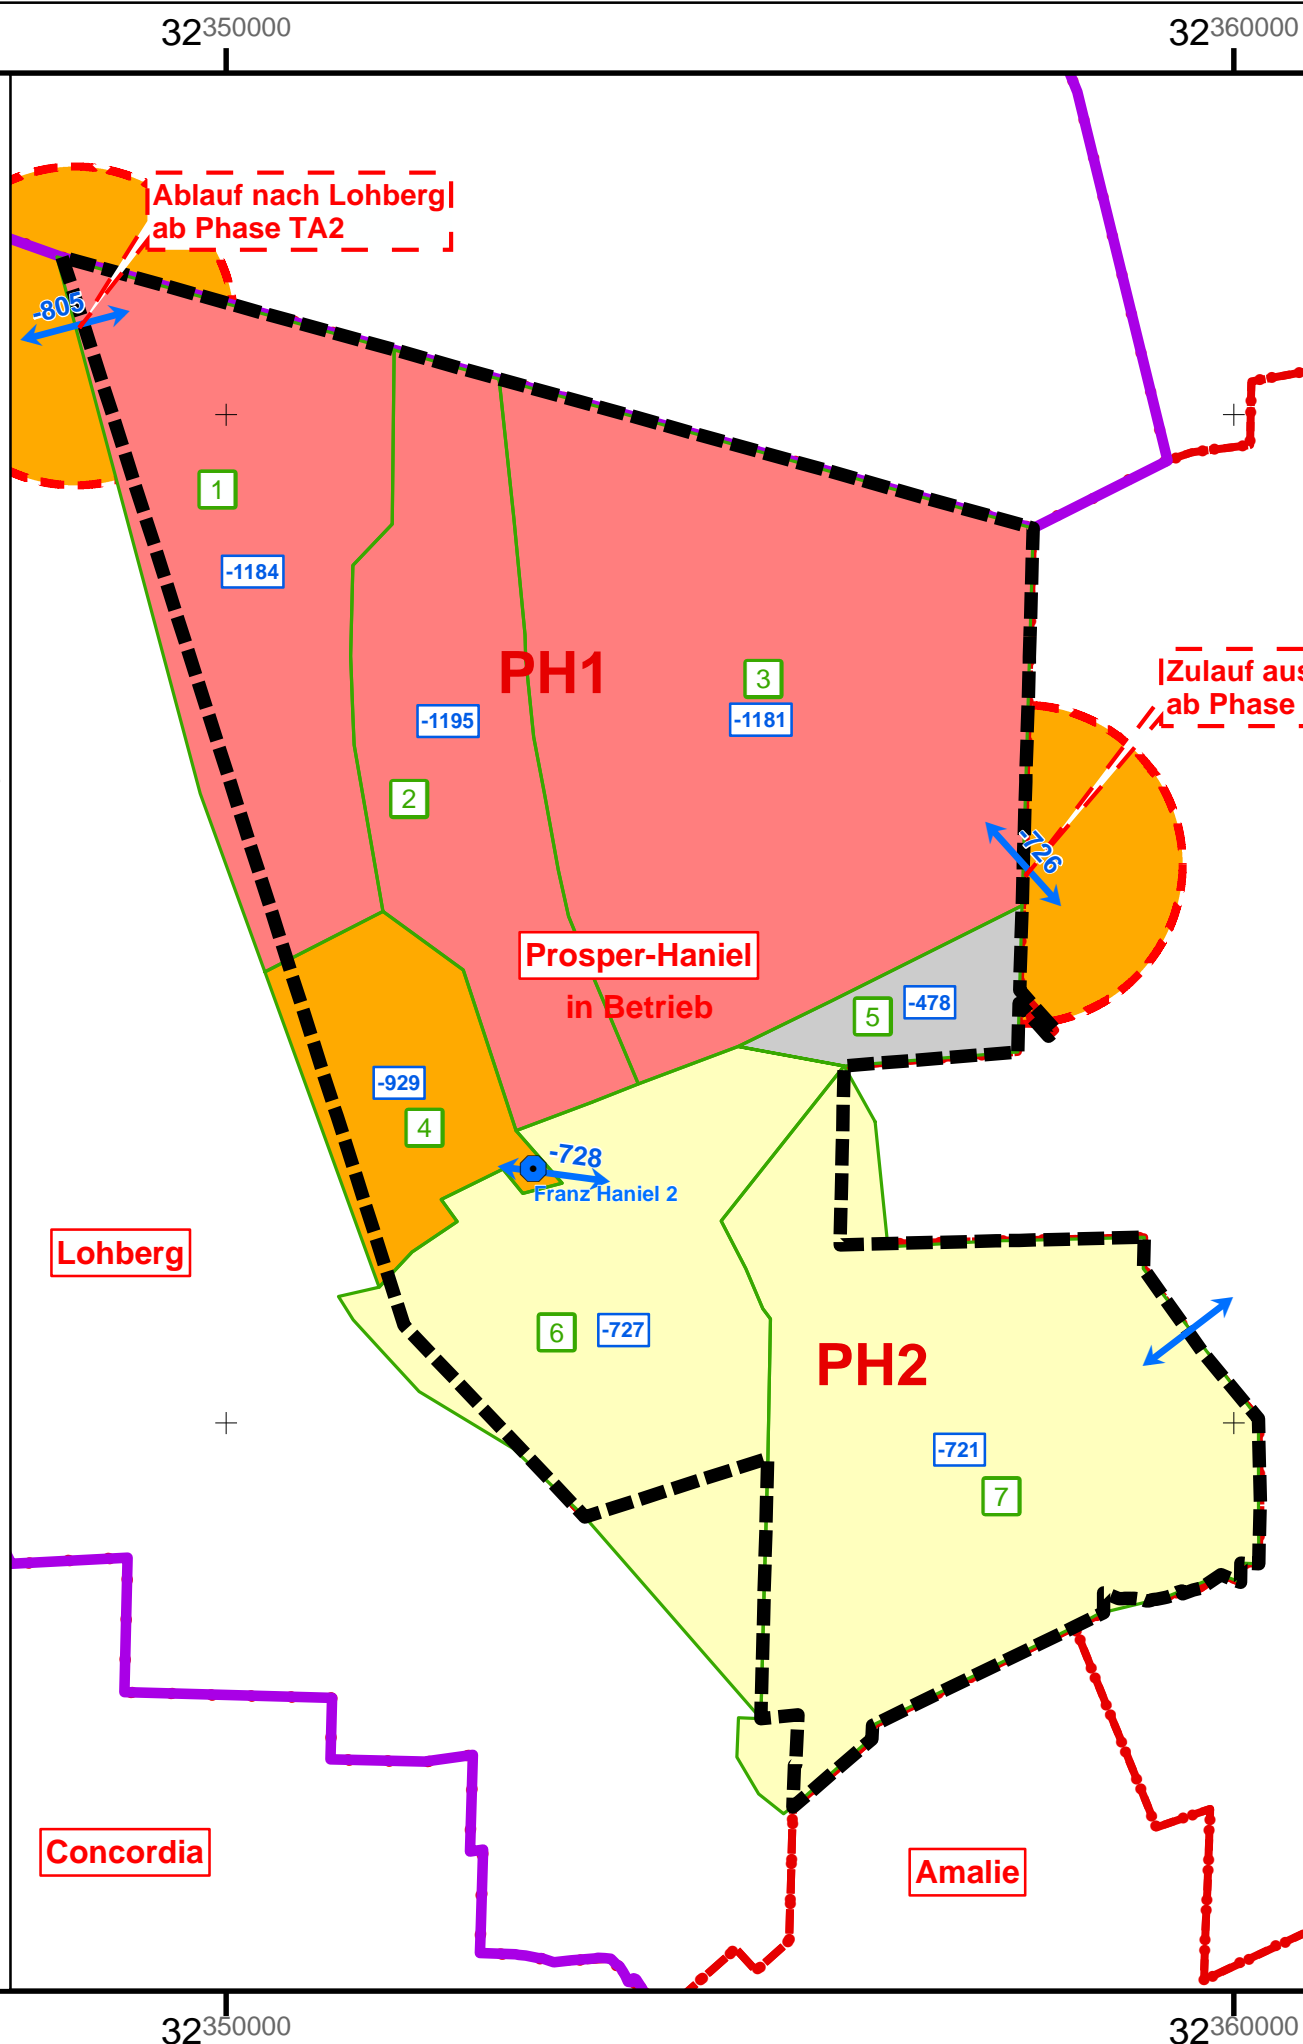 32350000
32360000
Ablauf nach Lohberg
ab Phase TA2
-805
1
-1184
PH1
3
-1181
-1195
2
Zulauf aus
ab Phase
-726
Prosper-Haniel
in Betrieb
5
-478
-929
4
-728
Franz Haniel 2
Lohberg
6
-727
PH2
-721
7
Concordia
Amalie
32350000
32360000